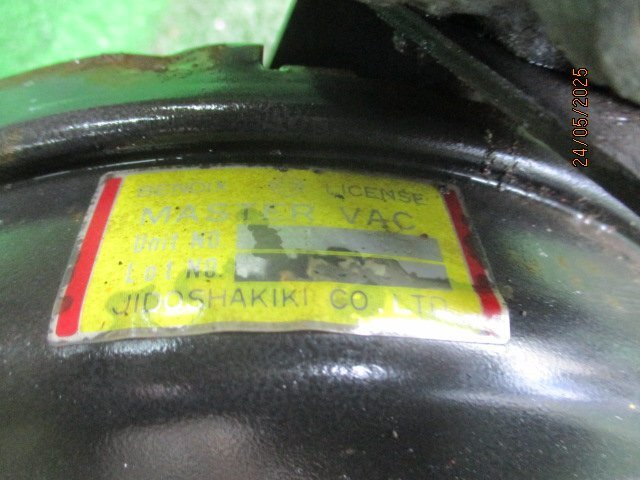 BENDIX LICENSE
MASTER VAC
Unit NO.
Lot NO.
JIDOSHAKIKI CO.,LTD.
24/05/2025